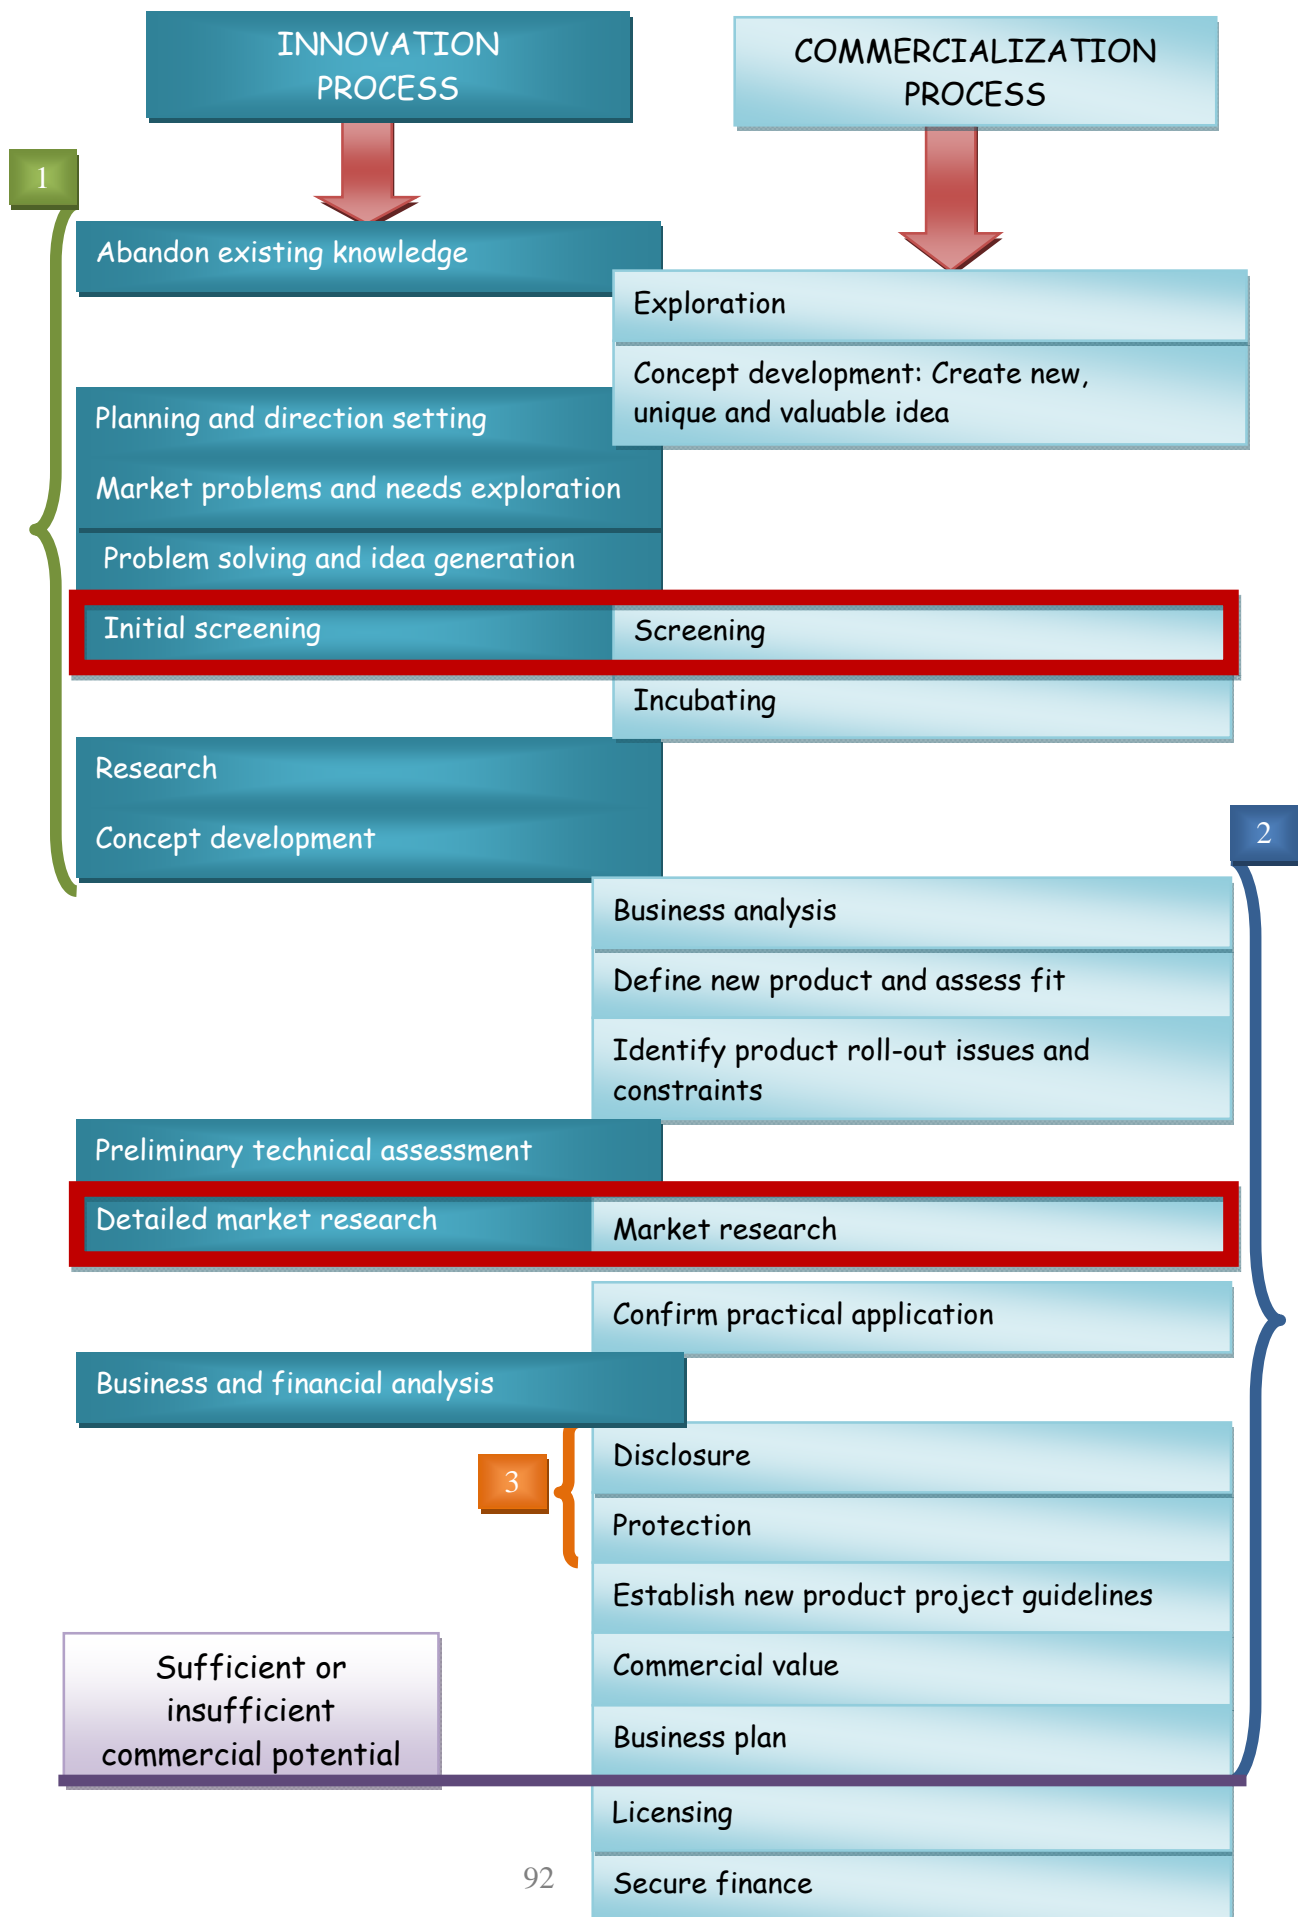 INNOVATION
PROCESS
COMMERCIALIZATION
PROCESS
1
Abandon existing knowledge
Exploration
Concept development: Create new,
unique and valuable idea
Planning and direction setting
Market problems and needs exploration
Problem solving and idea generation
Initial screening
Screening
Incubating
Research
Concept development
2
Business analysis
Define new product and assess fit
Identify product roll-out issues and
constraints
Preliminary technical assessment
Detailed market research
Market research
Confirm practical application
Business and financial analysis
Disclosure
3
Protection
Establish new product project guidelines
Sufficient or
insufficient
commercial potential
Commercial value
Business plan
Licensing
Secure finance
92